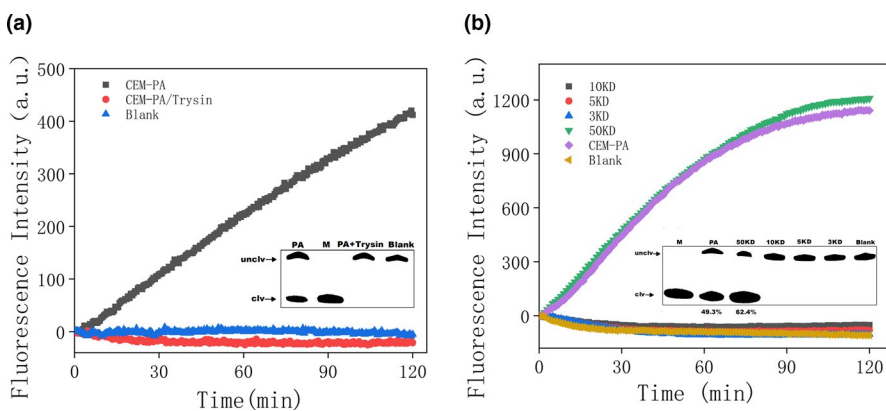 (a)
Fluorescence Intensity (a.u.)
500
400
300
200
100
0
0
30
60
90
120
Time(min)
CEM-PA
CEM-PA/Trysin
Blank
PA M PA+Trysin Blank
unclv→
clv→
(b)
Fluorescence Intensity (a.u.)
1200
900
600
300
0
0
30
60
90
120
Time (min)
10KD
5KD
3KD
50KD
CEM-PA
Blank
M PA 50KD 10KD 5KD 3KD Blank
unclv→
clv→
49.3% 62.4%